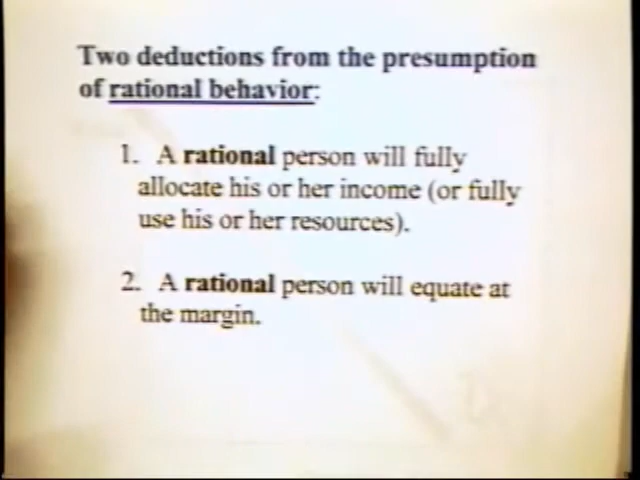 Two deductions from the presumption
of rational behavior:
1. A rational person will fully
allocate his or her income (or fully
use his or her resources).
2. A rational person will equate at
the margin.